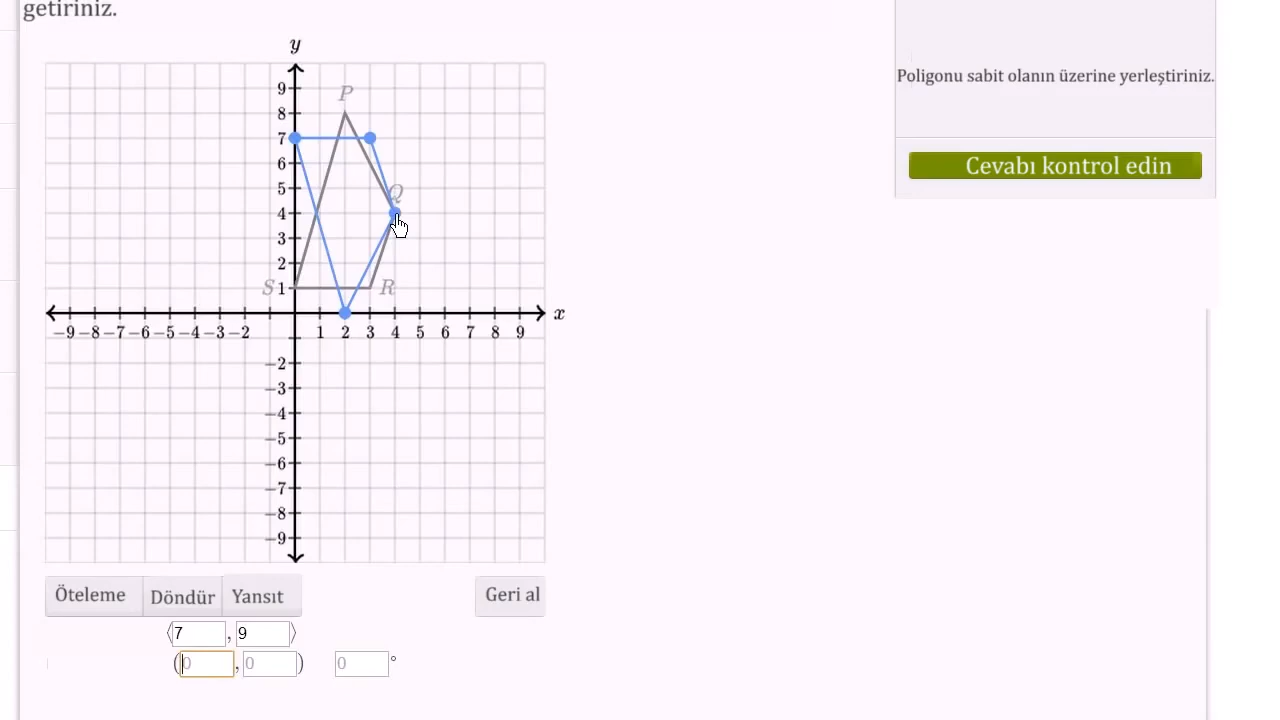 getiriniz.
y
9
8
7
6
5
4
3
2
1
P
Q
S
R
x
−9 −8 −7 −6 −5 −4 −3 −2 1 2 3 4 5 6 7 8 9
−2
−3
−4
−5
−6
−7
−8
−9
Öteleme Döndür Yansıt Geri al
⟨7 , 9⟩
(0 , 0) 0 °
Poligonu sabit olanın üzerine yerleştiriniz.
Cevabı kontrol edin